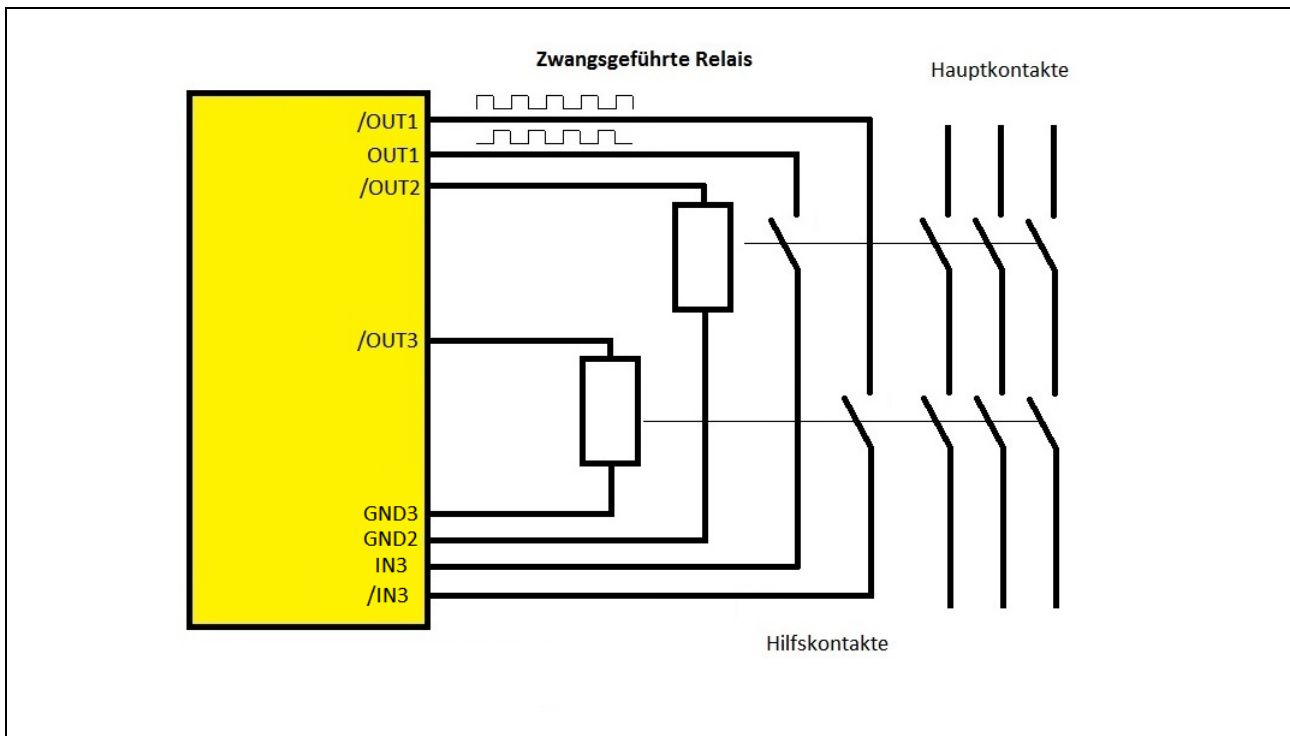 Zwangsgeführte Relais
Hauptkontakte
/OUT1
OUT1
/OUT2
/OUT3
GND3
GND2
IN3
/IN3
Hilfskontakte